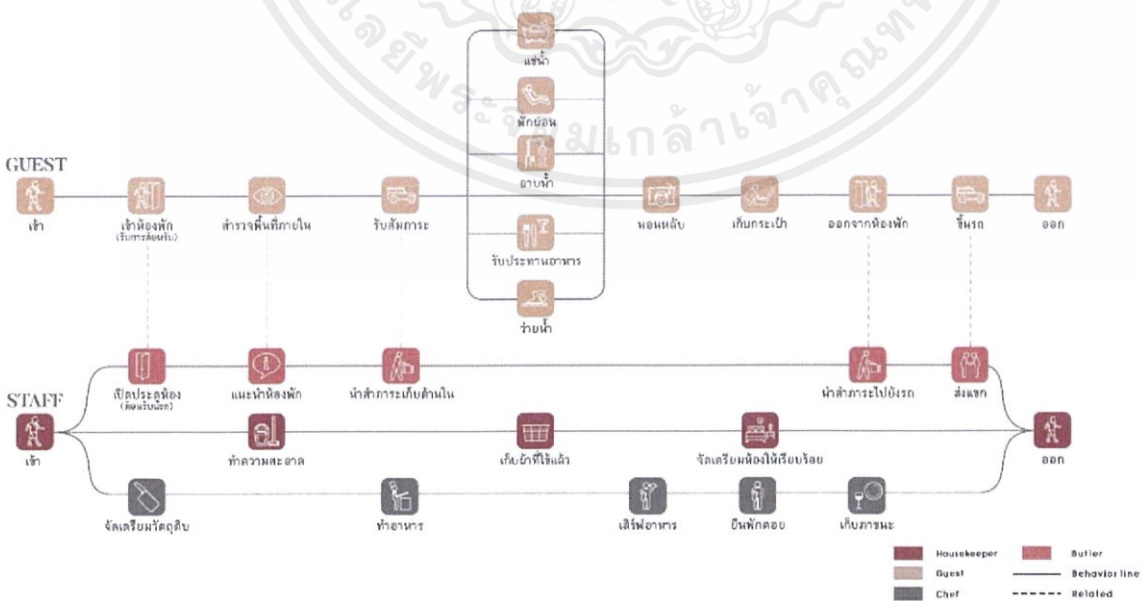 แช่น้ำ
พักผ่อน
อาบน้ำ
รับประทานอาหาร
ว่ายน้ำ
GUEST
เข้า
เข้าห้องพัก
(รับการต้อนรับ)
สำรวจพื้นที่ภายใน
รับสัมภาระ
นอนหลับ
เก็บกระเป๋า
ออกจากห้องพัก
ขึ้นรถ
ออก
เปิดประตูห้อง
แนะนำห้องพัก
นำสำภาระเก็บด้านใน
นำสำภาระไปยังรถ
ส่งแขก
STAFF
เข้า
ทำความสะอาด
เก็บผ้าที่ใช้แล้ว
จัดเตรียมห้องให้เรียบร้อย
ออก
จัดเตรียมวัตถุดิบ
ทำอาหาร
เสิร์ฟอาหาร
ยืนพักคอย
เก็บภาชนะ
Housekeeper
Butler
Guest
Behavior line
Chef
Related